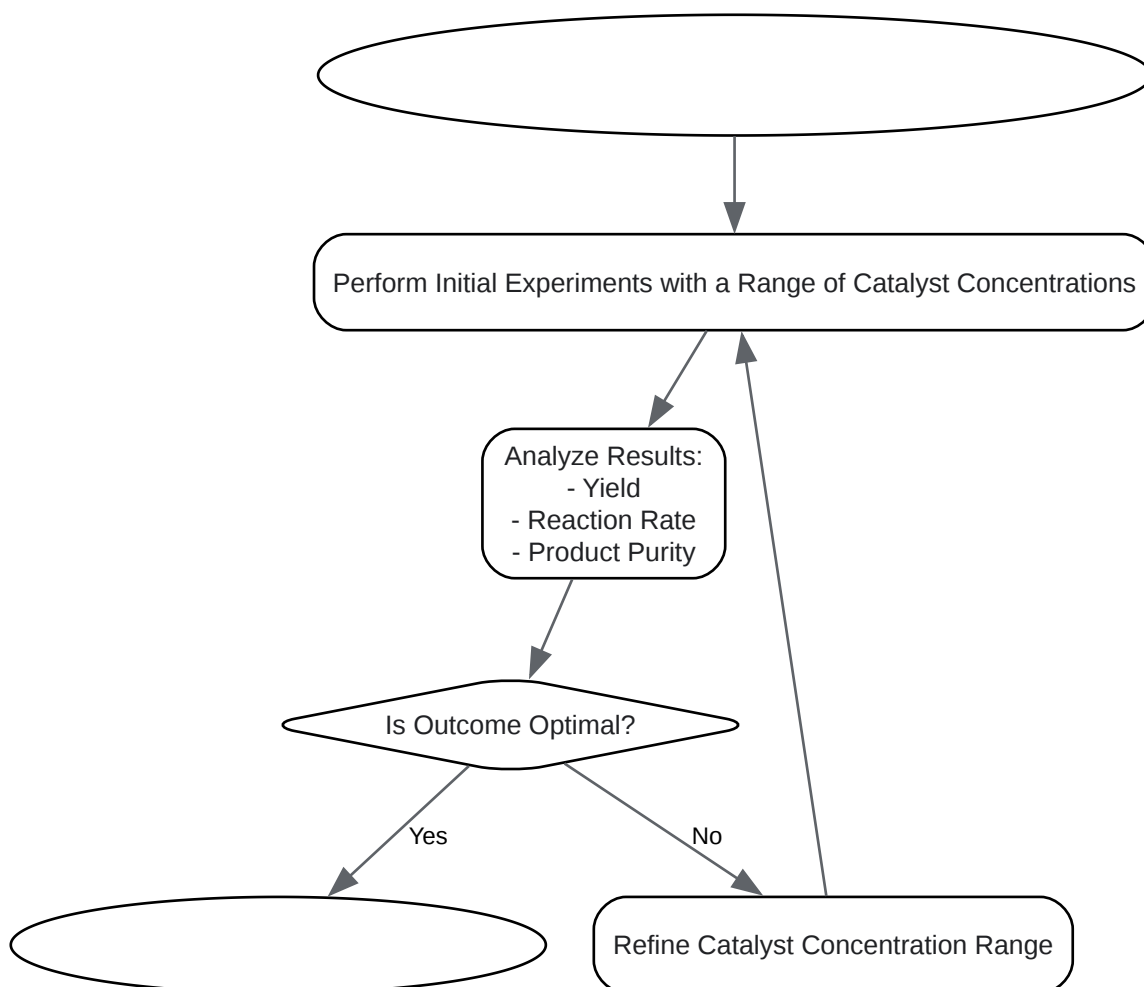 Perform Initial Experiments with a Range of Catalyst Concentrations
Analyze Results:
- Yield
- Reaction Rate
- Product Purity
Is Outcome Optimal?
Yes
No
Refine Catalyst Concentration Range